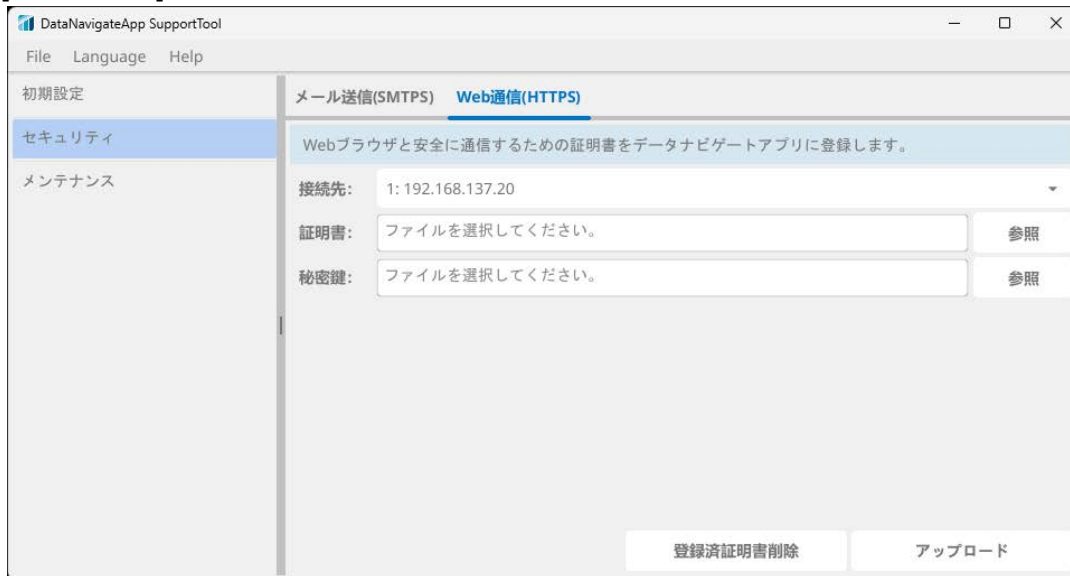 DataNavigateApp SupportTool
File Language Help
初期設定
セキュリティ
メンテナンス
メール送信(SMTPS) Web通信(HTTPS)
Webブラウザと安全に通信するための証明書をデータナビゲートアプリに登録します。
接続先: 1: 192.168.137.20
証明書: ファイルを選択してください。 参照
秘密鍵: ファイルを選択してください。 参照
登録済証明書削除 アップロード